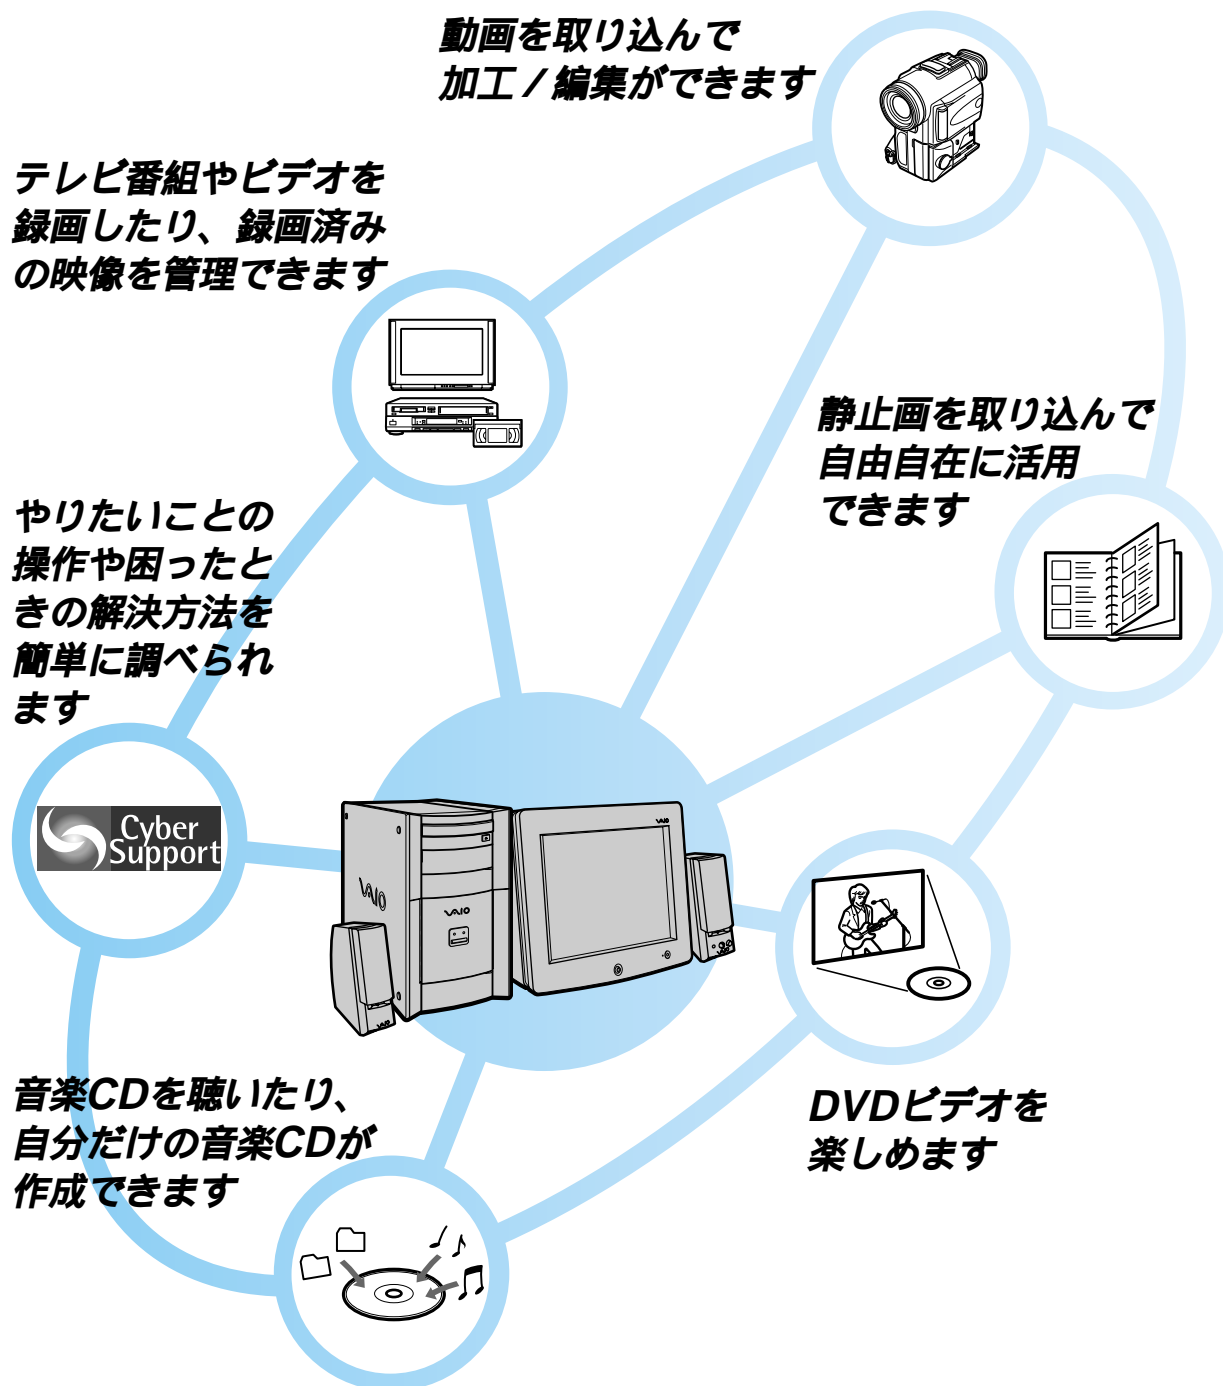 動画を取り込んで
加工／編集ができます
テレビ番組やビデオを
録画したり、録画済み
の映像を管理できます
静止画を取り込んで
自由自在に活用
できます
やりたいことの
操作や困ったと
きの解決方法を
簡単に調べられ
ます
Cyber
Support
VAIO
VAIO
VAIO
VAIO
VAIO
音楽CDを聴いたり、
自分だけの音楽CDが
作成できます
DVDビデオを
楽しめます